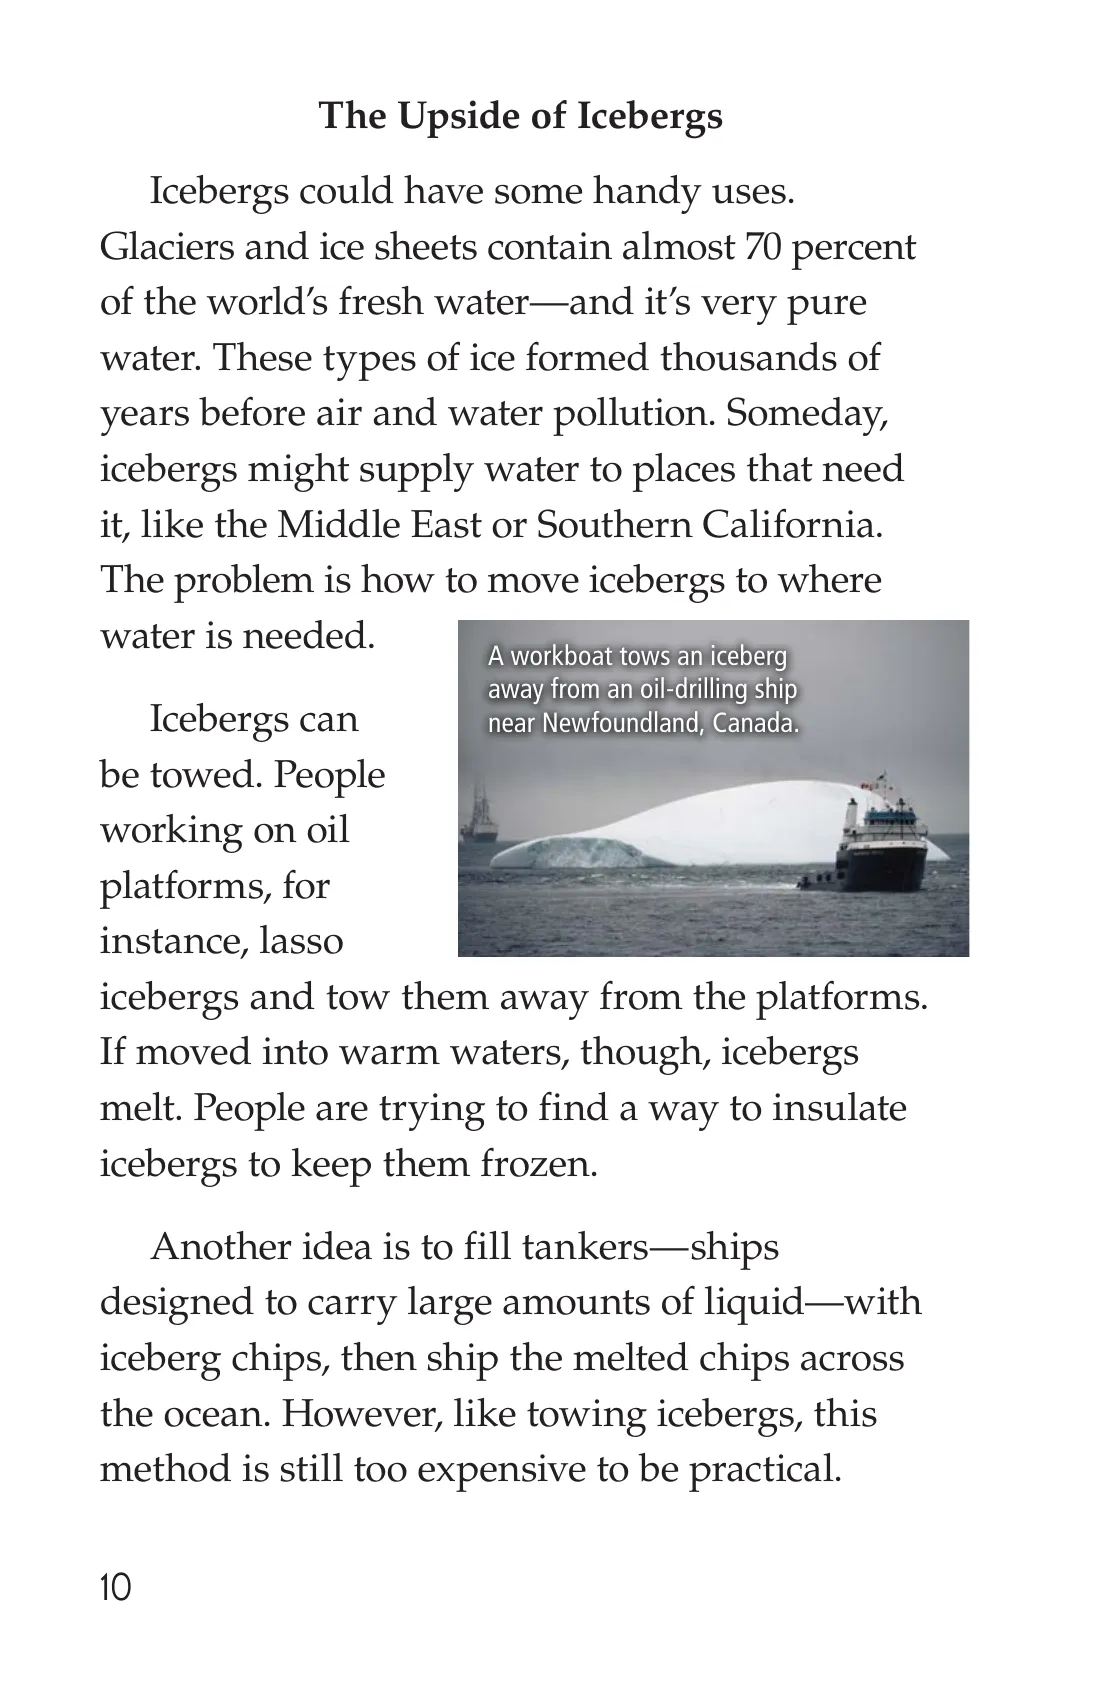 The Upside of Icebergs
Icebergs could have some handy uses.
Glaciers and ice sheets contain almost 70 percent
of the world’s fresh water—and it’s very pure
water. These types of ice formed thousands of
years before air and water pollution. Someday,
icebergs might supply water to places that need
it, like the Middle East or Southern California.
The problem is how to move icebergs to where
water is needed.
A workboat tows an iceberg
away from an oil-drilling ship
near Newfoundland, Canada.
Icebergs can
be towed. People
working on oil
platforms, for
instance, lasso
icebergs and tow them away from the platforms.
If moved into warm waters, though, icebergs
melt. People are trying to find a way to insulate
icebergs to keep them frozen.
Another idea is to fill tankers—ships
designed to carry large amounts of liquid—with
iceberg chips, then ship the melted chips across
the ocean. However, like towing icebergs, this
method is still too expensive to be practical.
10